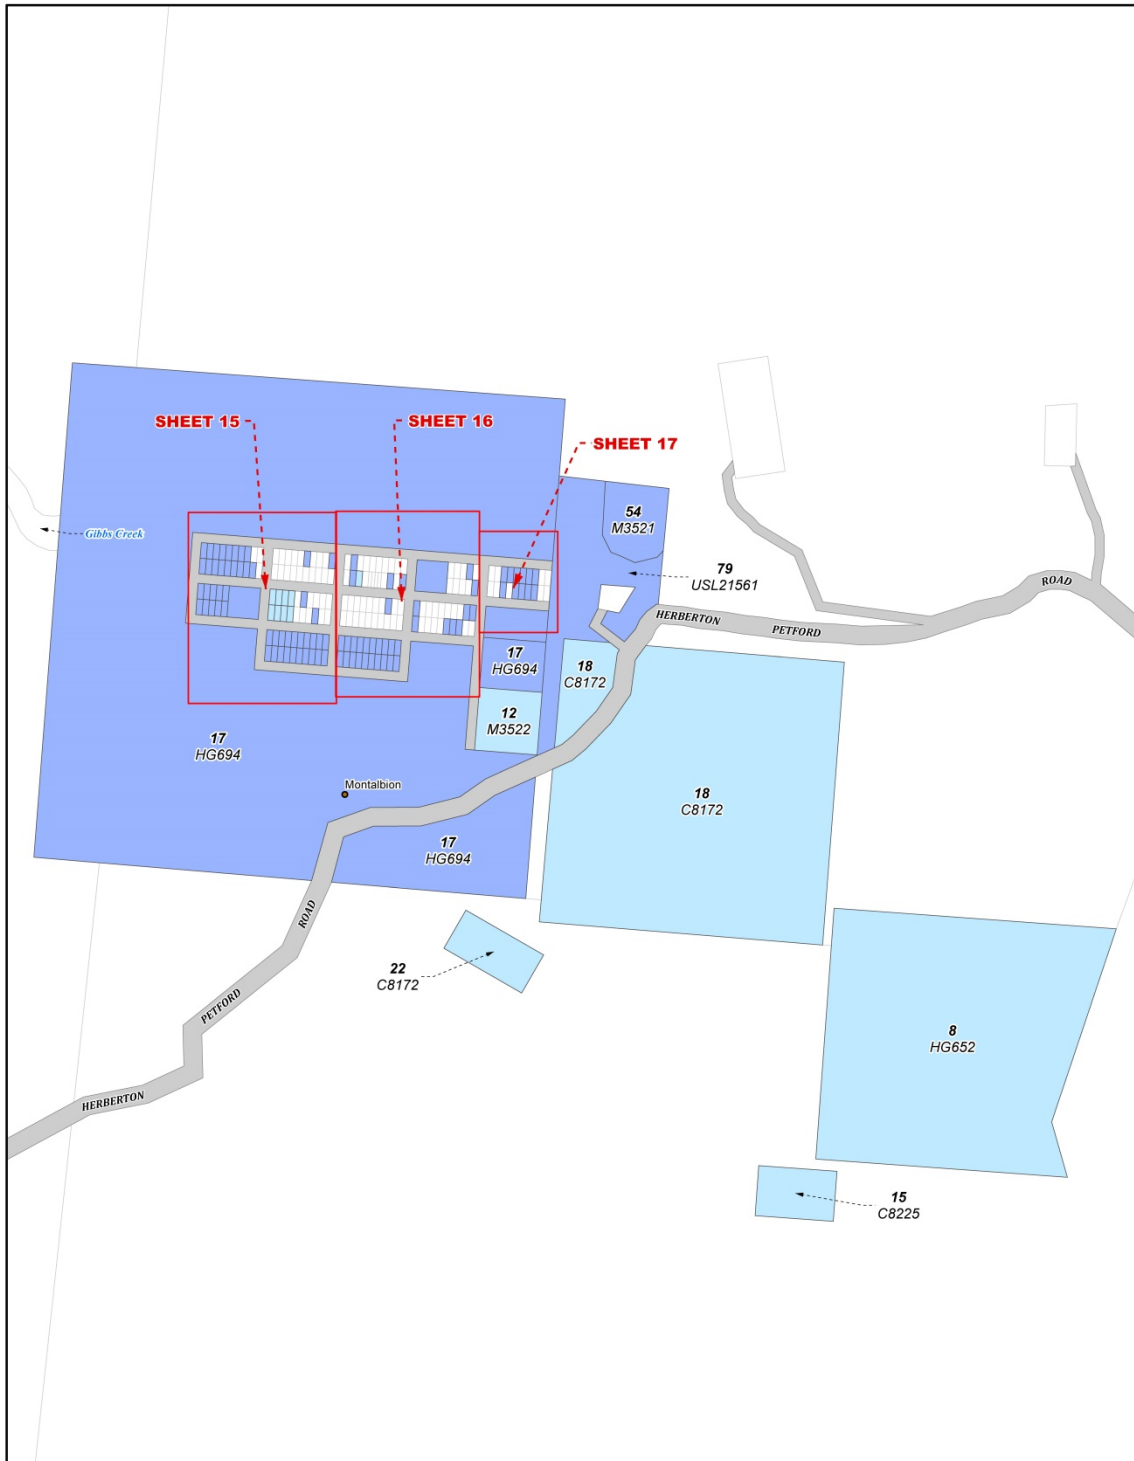 SHEET 15
SHEET 16
SHEET 17
54
M3521
Gibbs Creek
79
USL21561
ROAD
HERBERTON
PETFORD
17
HG694
18
C8172
12
M3522
17
HG694
Montalbion
18
C8172
17
HG694
ROAD
22
C8172
PETFORD
8
HG652
HERBERTON
15
C8225